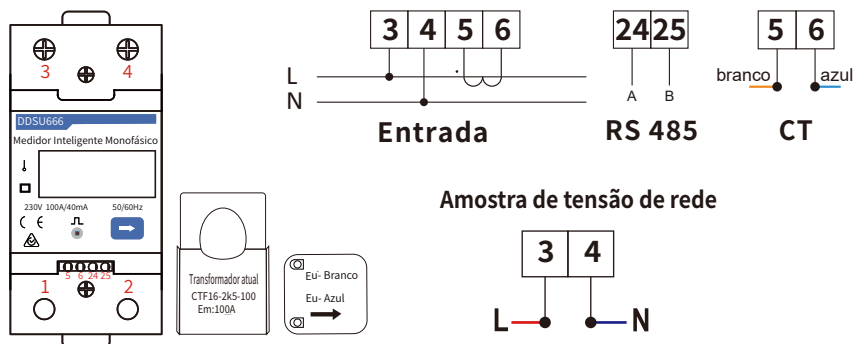 3 4
DDSU666
Medidor Inteligente Monofásico
230V 100A/40mA 50/60Hz
CE
5 6 24 25
1 2
Transformador atual
CTF16-2k5-100
Em:100A
Eu- Branco
Eu- Azul
3 4 5 6
L
N
Entrada
24 25
A B
RS 485
5 6
branco azul
CT
Amostra de tensão de rede
3 4
L N